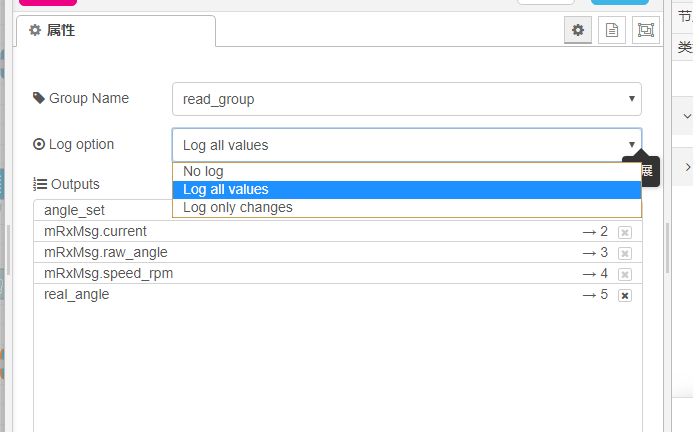 属性
节
类
Group Name
read_group
Log option
Log all values
No log
Log all values
Log only changes
展
Outputs
angle_set
mRxMsg.current → 2
mRxMsg.raw_angle → 3
mRxMsg.speed_rpm → 4
real_angle → 5